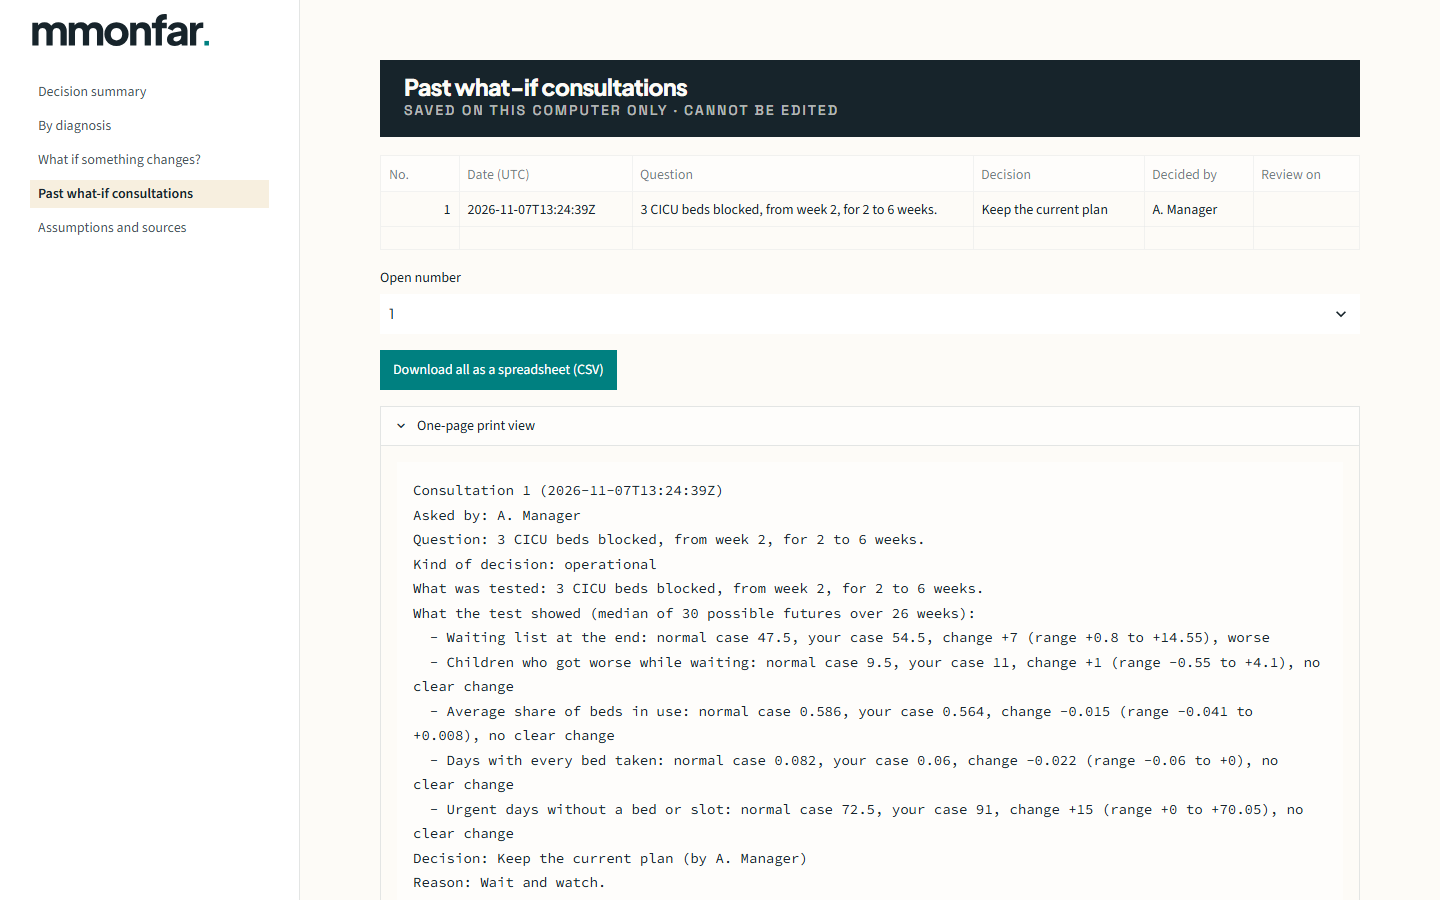 mmonfar.
Decision summary
By diagnosis
What if something changes?
Past what-if consultations
Assumptions and sources
Past what-if consultations
SAVED ON THIS COMPUTER ONLY · CANNOT BE EDITED
No. Date (UTC) Question Decision Decided by Review on
1 2026-11-07T13:24:39Z 3 CICU beds blocked, from week 2, for 2 to 6 weeks. Keep the current plan A. Manager
Open number
1
Download all as a spreadsheet (CSV)
One-page print view
Consultation 1 (2026-11-07T13:24:39Z)
Asked by: A. Manager
Question: 3 CICU beds blocked, from week 2, for 2 to 6 weeks.
Kind of decision: operational
What was tested: 3 CICU beds blocked, from week 2, for 2 to 6 weeks.
What the test showed (median of 30 possible futures over 26 weeks):
- Waiting list at the end: normal case 47.5, your case 54.5, change +7 (range +0.8 to +14.55), worse
- Children who got worse while waiting: normal case 9.5, your case 11, change +1 (range -0.55 to +4.1), no
clear change
- Average share of beds in use: normal case 0.586, your case 0.564, change -0.015 (range -0.041 to
+0.008), no clear change
- Days with every bed taken: normal case 0.082, your case 0.06, change -0.022 (range -0.06 to +0), no
clear change
- Urgent days without a bed or slot: normal case 72.5, your case 91, change +15 (range +0 to +70.05), no
clear change
Decision: Keep the current plan (by A. Manager)
Reason: Wait and watch.